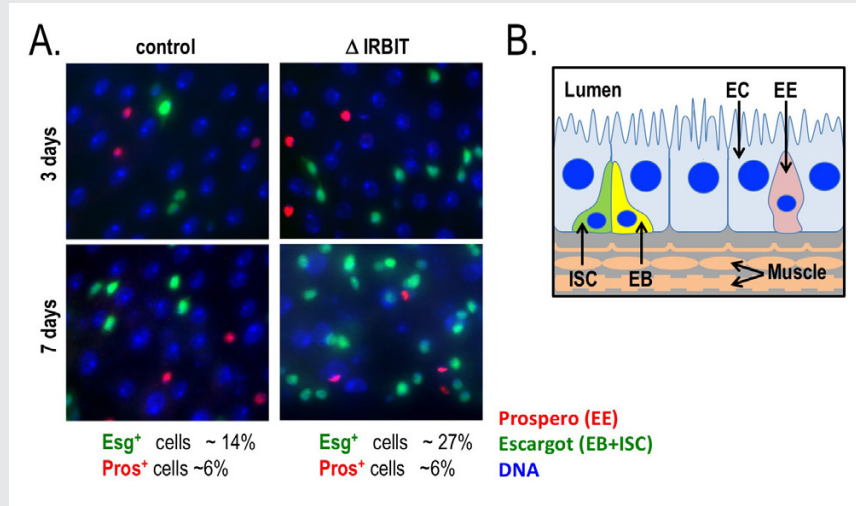 A.
control
Δ IRBIT
3 days
7 days
Esg⁺ cells ~ 14%
Pros⁺ cells ~6%
Esg⁺ cells ~ 27%
Pros⁺ cells ~6%
B.
Lumen
EC
EE
ISC
EB
Muscle
Prospero (EE)
Escargot (EB+ISC)
DNA